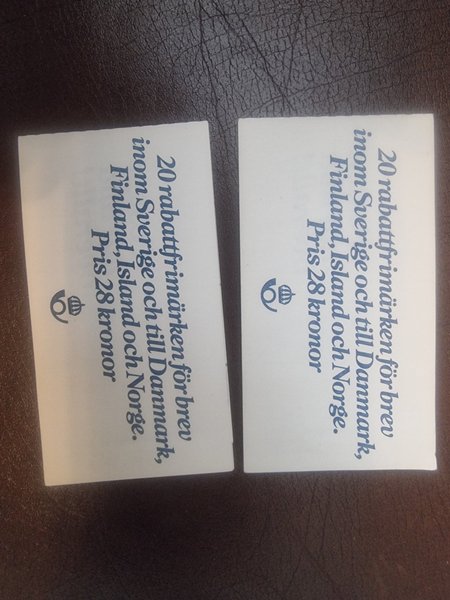 20 rabattfrimärken för brev
inom Sverige och till Danmark,
Finland, Island och Norge.
Pris 28 kronor
20 rabattfrimärken för brev
inom Sverige och till Danmark,
Finland, Island och Norge.
Pris 28 kronor